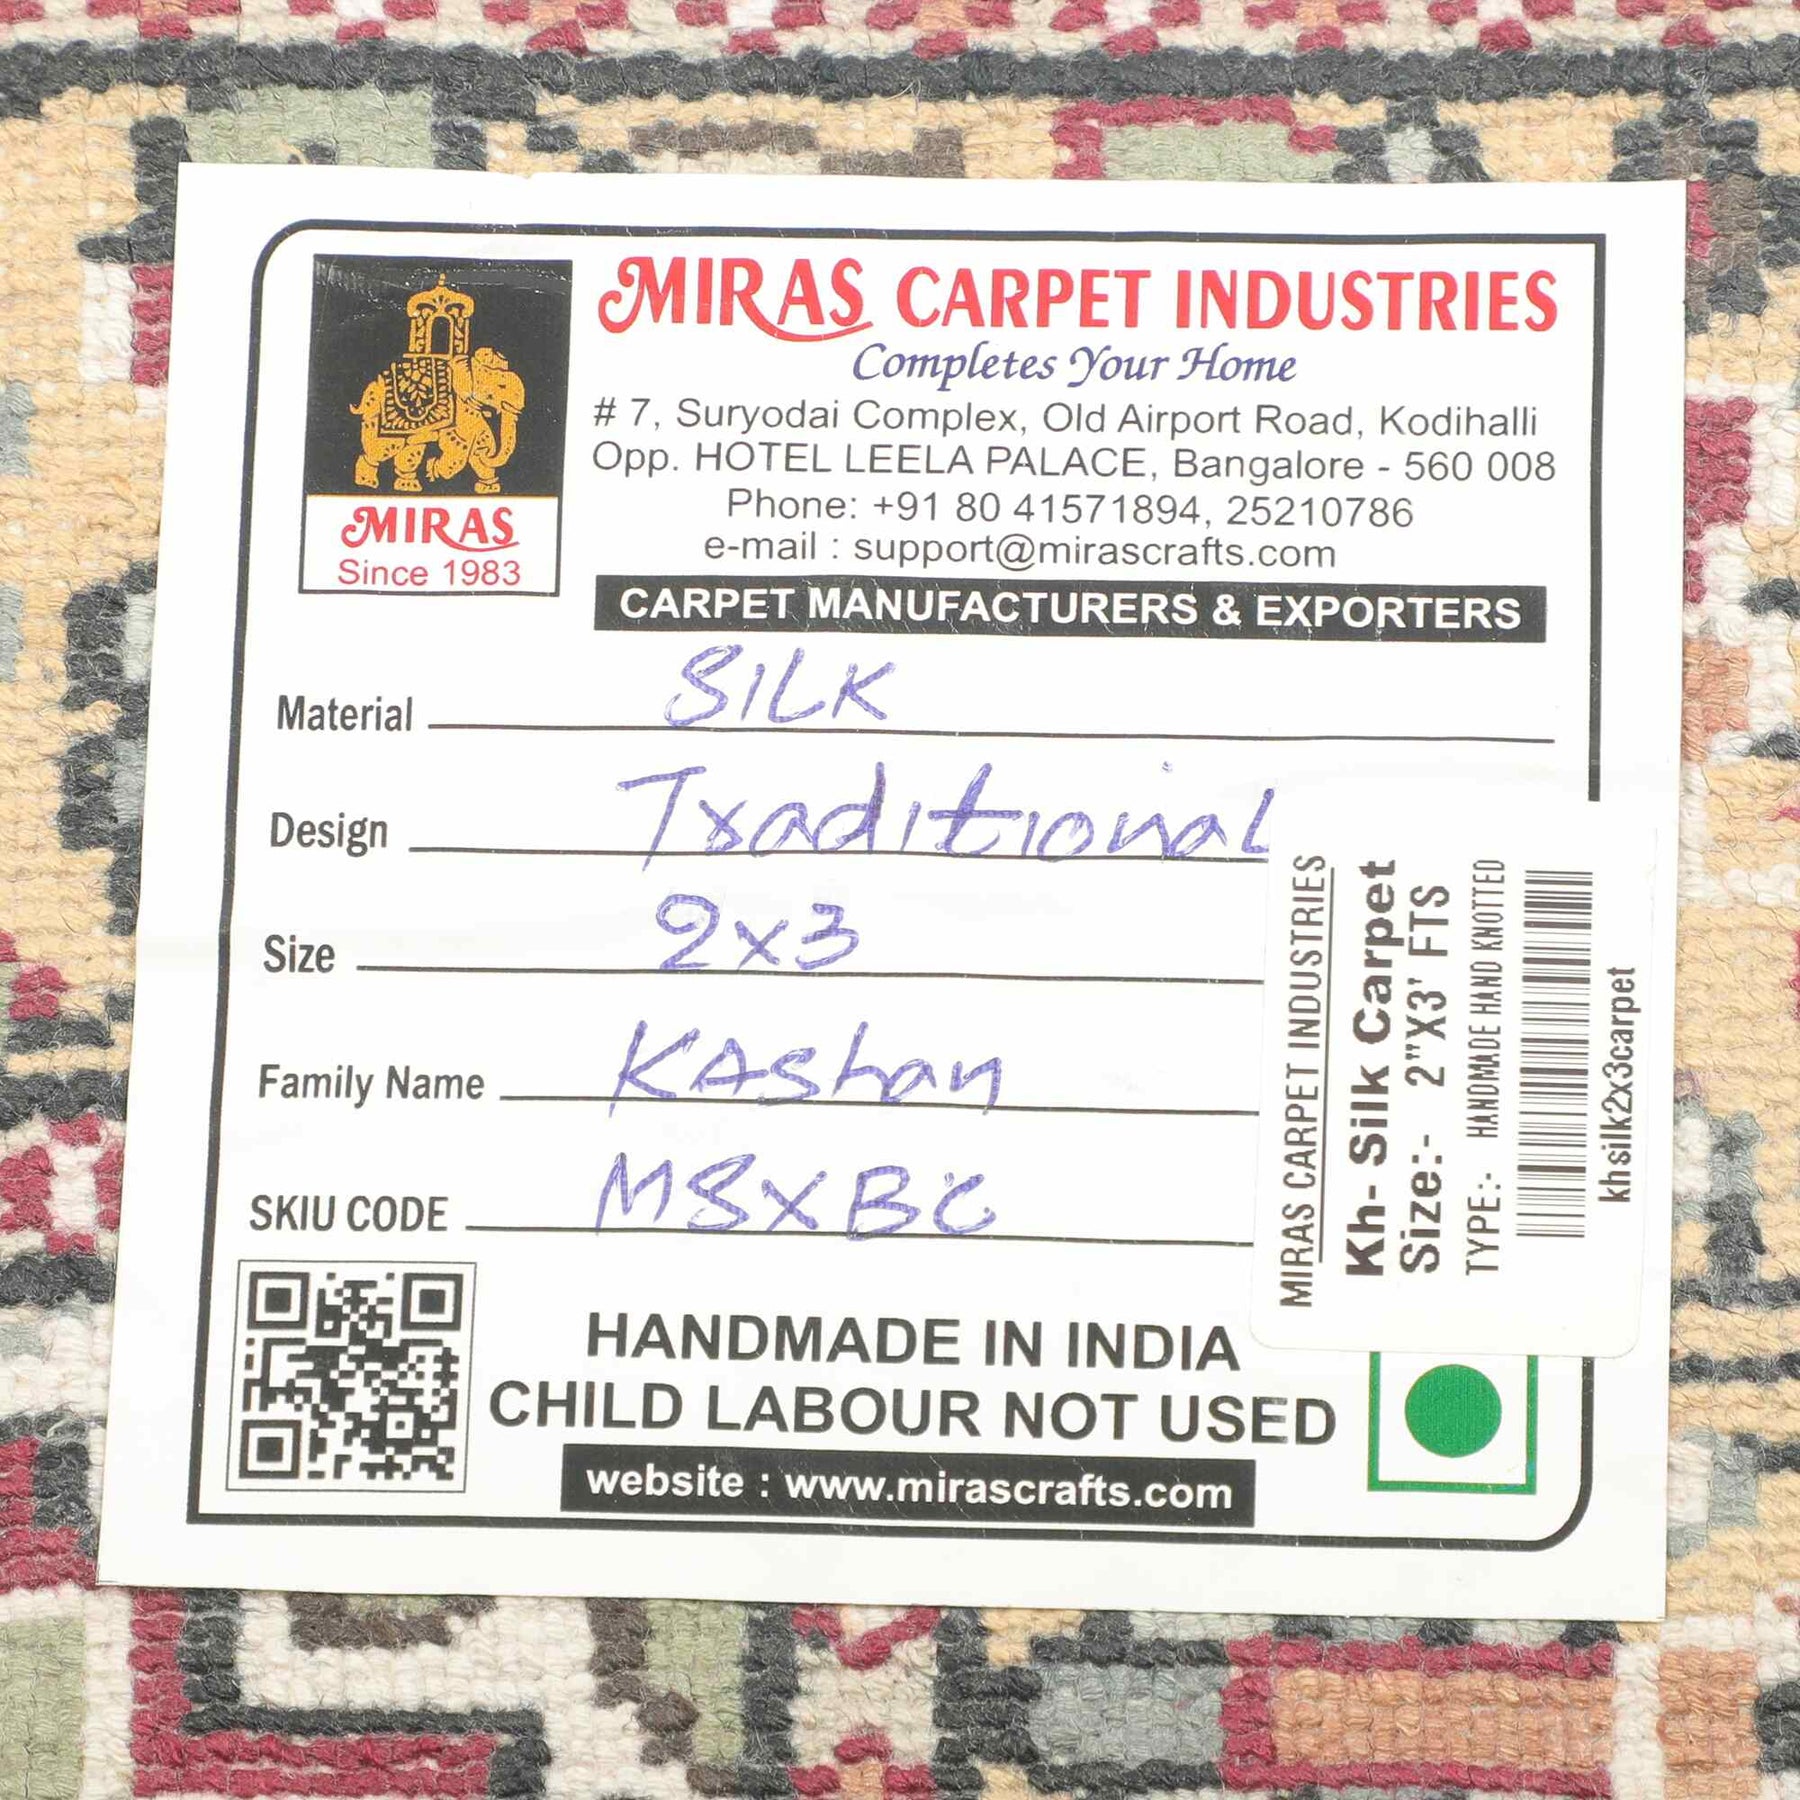 MIRAS CARPET INDUSTRIES
Completes Your Home
# 7, Suryodai Complex, Old Airport Road, Kodihalli
Opp. HOTEL LEELA PALACE, Bangalore - 560 008
Phone: +91 80 41571894, 25210786
e-mail : support@mirascrafts.com
CARPET MANUFACTURERS & EXPORTERS
MIRAS
Since 1983
Material SILK
Design Traditional
Size 2x3
Family Name KAshan
SKIU CODE MSXBC
HANDMADE IN INDIA
CHILD LABOUR NOT USED
website : www.mirascrafts.com
MIRAS CARPET INDUSTRIES
Kh- Silk Carpet
Size:- 2"X3' FTS
TYPE:- HANDMADE HAND KNOTTED
khsilk2x3carpet